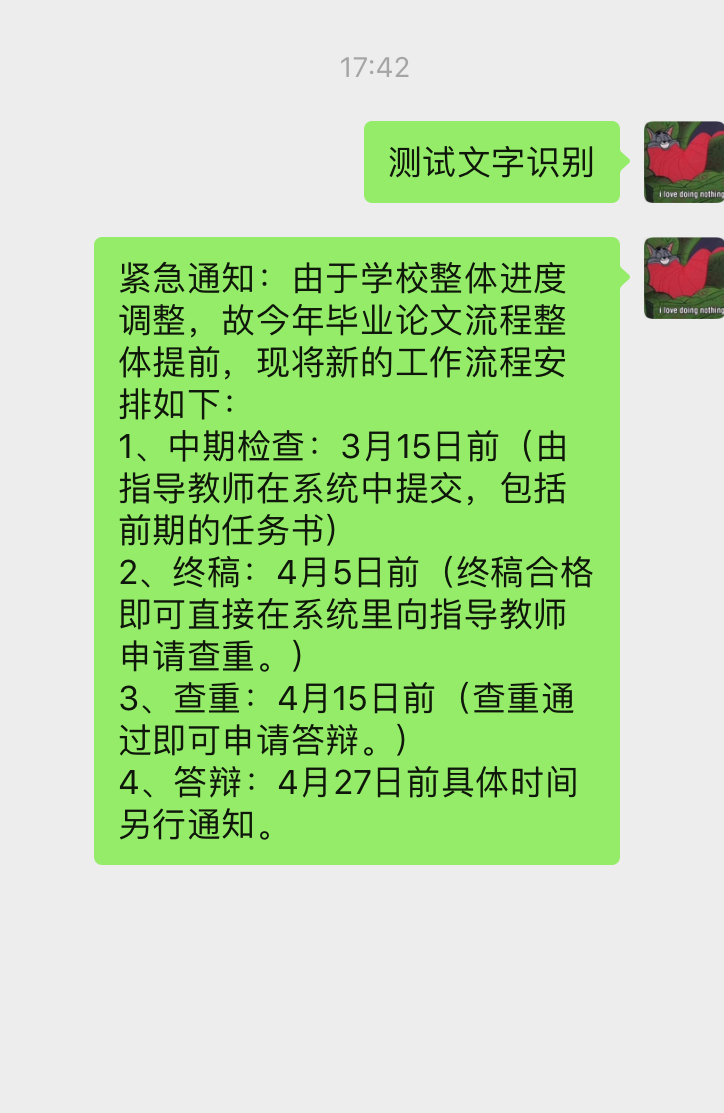 17:42
测试文字识别
i love doing nothing
紧急通知：由于学校整体进度
调整，故今年毕业论文流程整
体提前，现将新的工作流程安
排如下：
1、中期检查：3月15日前（由
指导教师在系统中提交，包括
前期的任务书）
2、终稿：4月5日前（终稿合格
即可直接在系统里向指导教师
申请查重。）
3、查重：4月15日前（查重通
过即可申请答辩。）
4、答辩：4月27日前具体时间
另行通知。
i love doing nothing